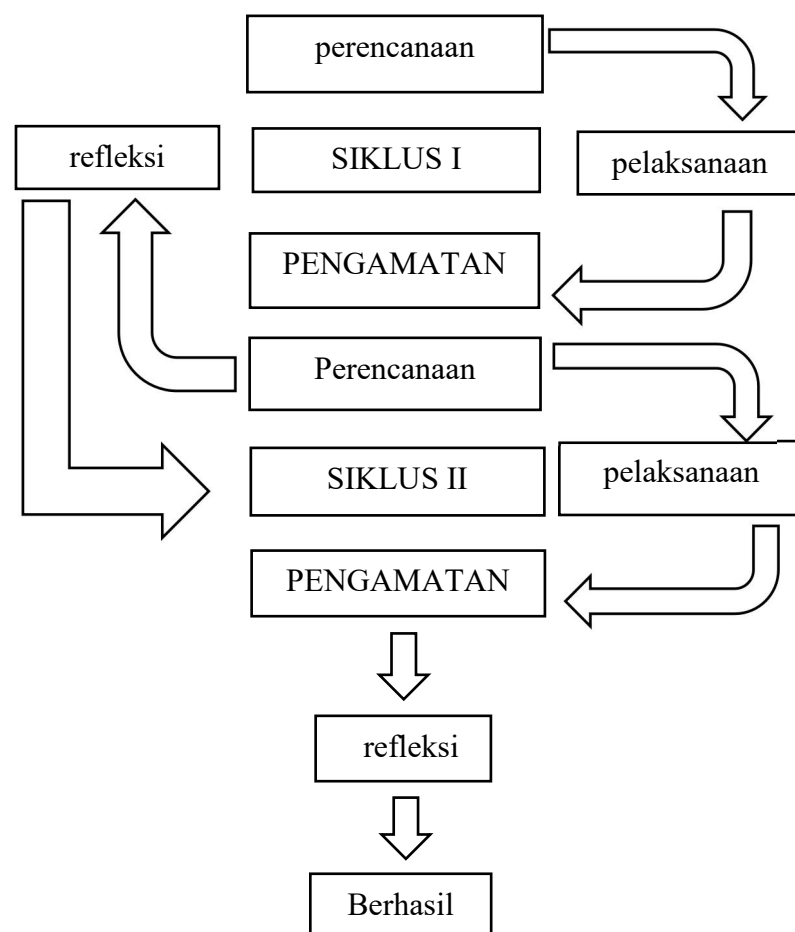 perencanaan
refleksi
SIKLUS I
pelaksanaan
PENGAMATAN
Perencanaan
SIKLUS II
pelaksanaan
PENGAMATAN
refleksi
Berhasil